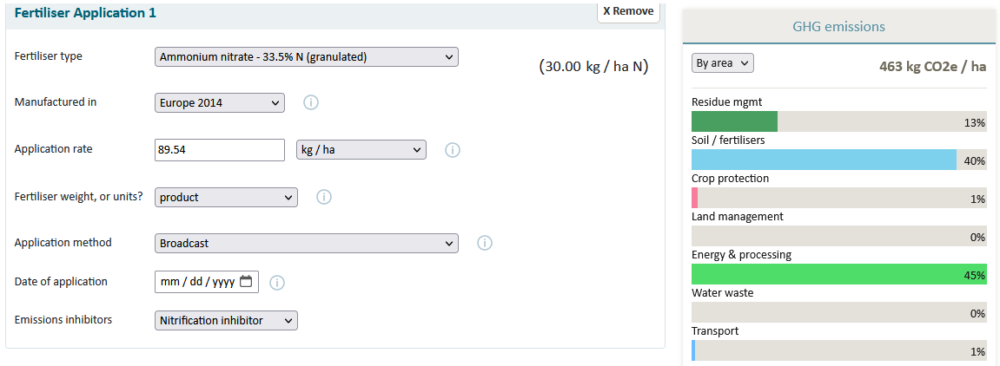 Fertiliser Application 1
X Remove
Fertiliser type
Ammonium nitrate - 33.5% N (granulated)
(30.00 kg / ha N)
Manufactured in
Europe 2014
i
Application rate
89.54
kg / ha
i
Fertiliser weight, or units?
product
i
Application method
Broadcast
i
Date of application
mm / dd / yyyy
i
Emissions inhibitors
Nitrification inhibitor
GHG emissions
By area
463 kg CO2e / ha
Residue mgmt
13%
Soil / fertilisers
40%
Crop protection
1%
Land management
0%
Energy & processing
45%
Water waste
0%
Transport
1%